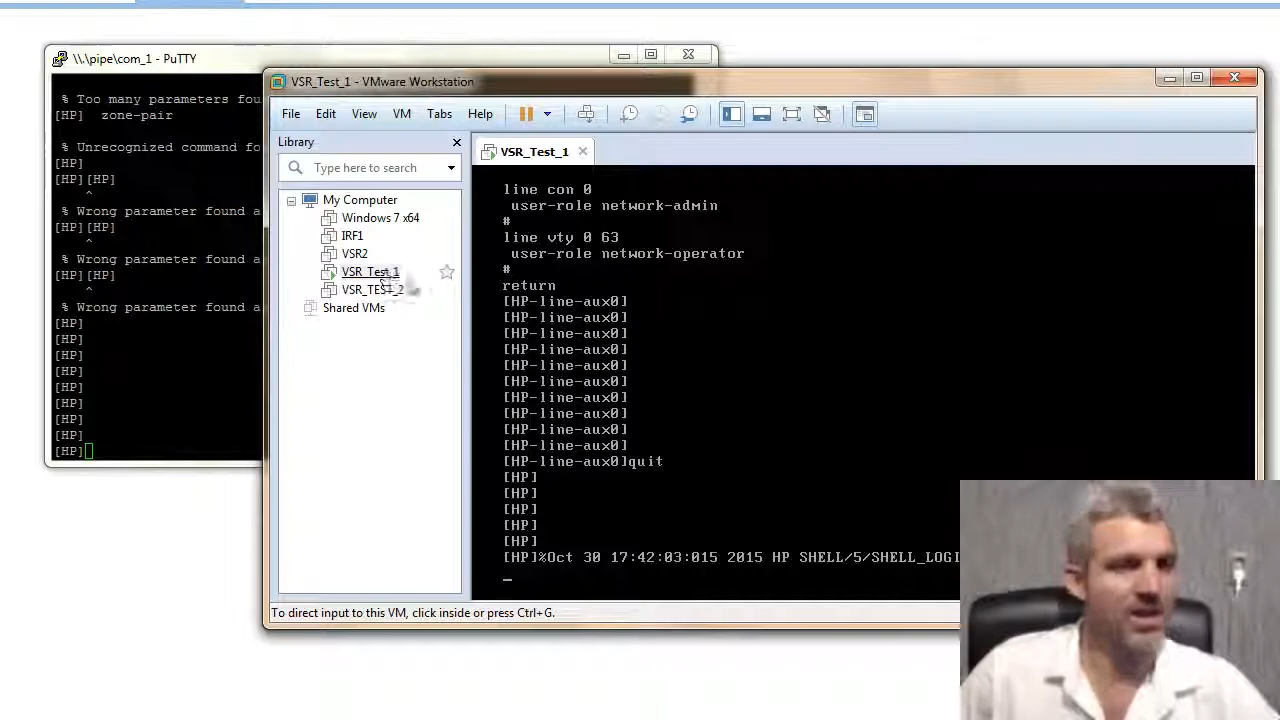 \\.\pipe\com_1 - PuTTY
% Too many parameters fou
[HP]  zone-pair
% Unrecognized command fo
[HP]
[HP][HP]
^
% Wrong parameter found a
[HP][HP]
^
% Wrong parameter found a
[HP][HP]
^
% Wrong parameter found a
[HP]
[HP]
[HP]
[HP]
[HP]
[HP]
[HP]
[HP]
[HP]
VSR_Test_1 - VMware Workstation
File Edit View VM Tabs Help
Library
Type here to search
My Computer
Windows 7 x64
IRF1
VSR2
VSR_Test_1
VSR_TEST_2
Shared VMs
VSR_Test_1
line con 0
user-role network-admin
#
line vty 0 63
user-role network-operator
#
return
[HP-line-aux0]
[HP-line-aux0]
[HP-line-aux0]
[HP-line-aux0]
[HP-line-aux0]
[HP-line-aux0]
[HP-line-aux0]
[HP-line-aux0]
[HP-line-aux0]
[HP-line-aux0]
[HP-line-aux0]quit
[HP]
[HP]
[HP]
[HP]
[HP]
[HP]%Oct 30 17:42:03:015 2015 HP SHELL/5/SHELL_LOGI
To direct input to this VM, click inside or press Ctrl+G.